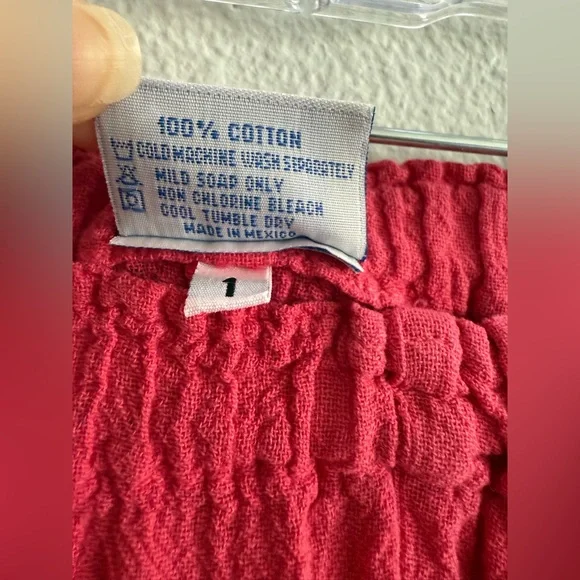 100% COTTON
COLD MACHINE WASH SEPARATELY
MILD SOAP ONLY
NON CHLORINE BLEACH
COOL TUMBLE DRY
MADE IN MEXICO
1